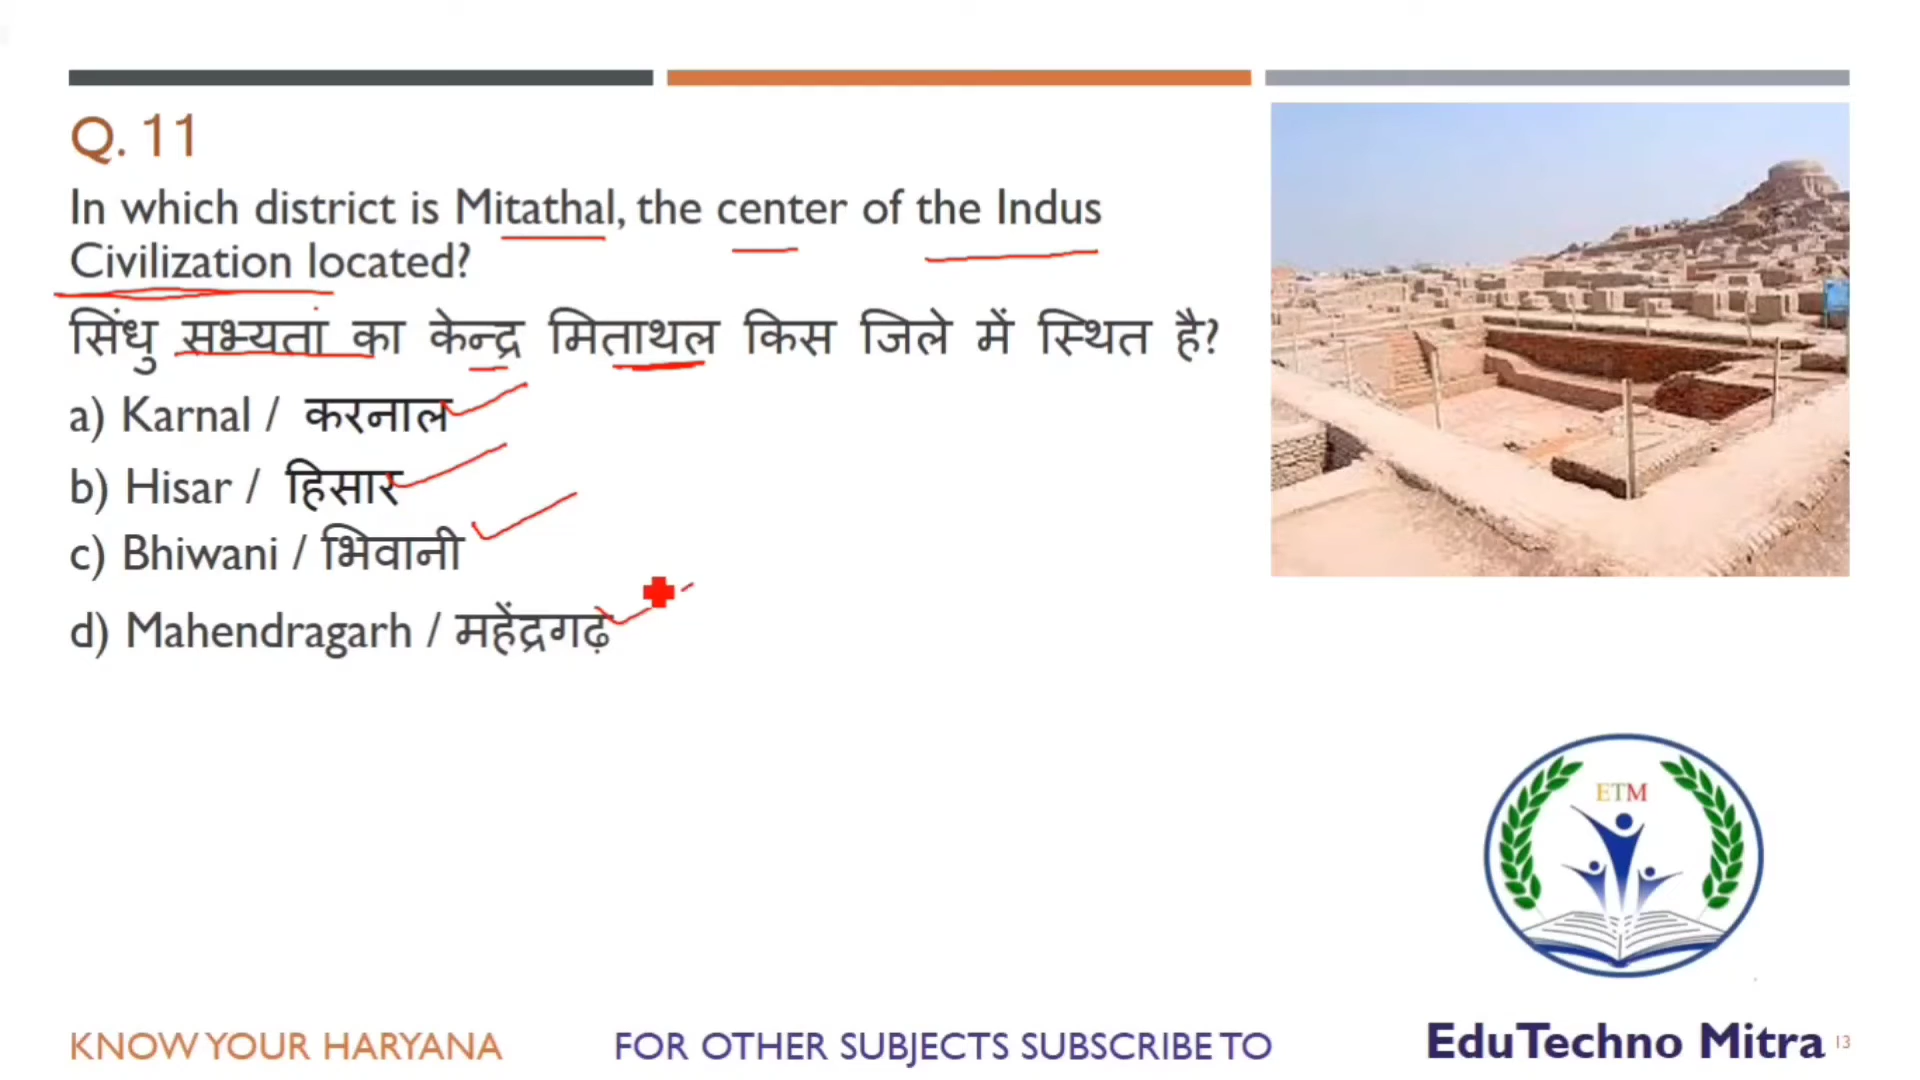 Q. 11
In which district is Mitathal, the center of the Indus
Civilization located?
सिंधु सभ्यता का केन्द्र मिताथल किस जिले में स्थित है?
a) Karnal / करनाल
b) Hisar / हिसार
c) Bhiwani / भिवानी
d) Mahendragarh / महेंद्रगढ़
ETM
KNOW YOUR HARYANA
FOR OTHER SUBJECTS SUBSCRIBE TO
EduTechno Mitra
13